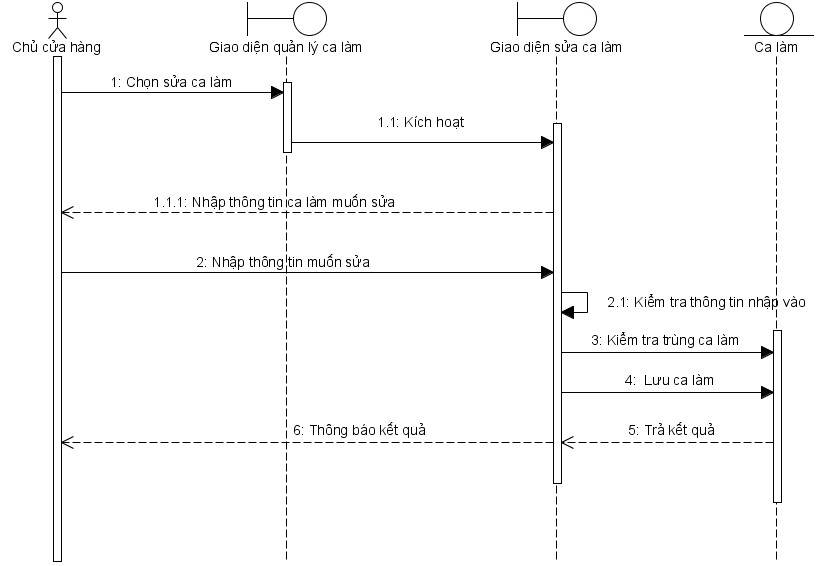 Chủ cửa hàng
Giao diện quản lý ca làm
Giao diện sửa ca làm
Ca làm
1: Chọn sửa ca làm
1.1: Kích hoạt
1.1.1: Nhập thông tin ca làm muốn sửa
2: Nhập thông tin muốn sửa
2.1: Kiểm tra thông tin nhập vào
3: Kiểm tra trùng ca làm
4: Lưu ca làm
6: Thông báo kết quả
5: Trả kết quả